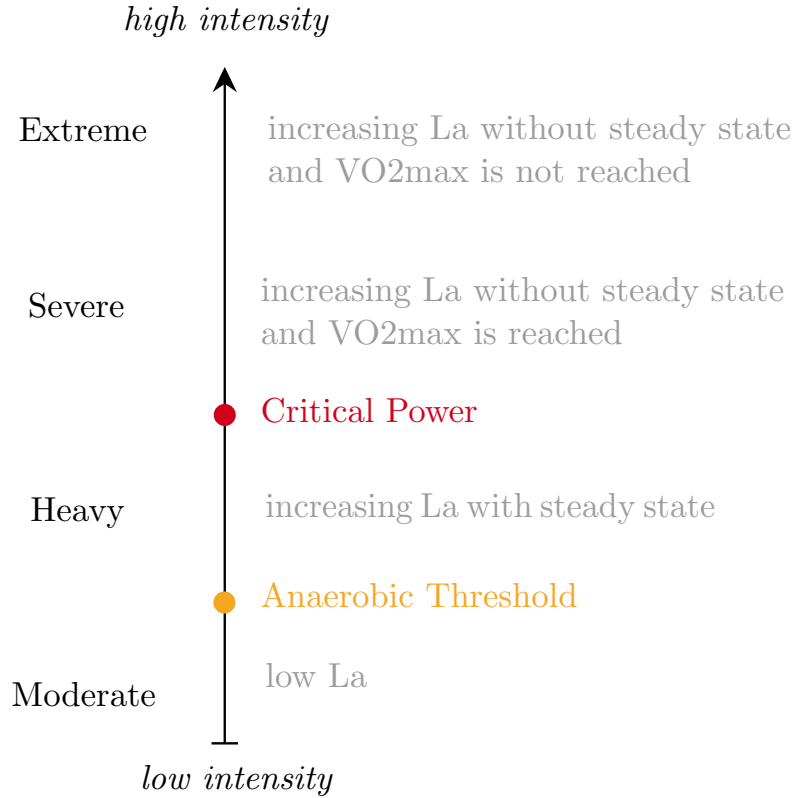 high intensity
Extreme
increasing La without steady state
and VO2max is not reached
Severe
increasing La without steady state
and VO2max is reached
Critical Power
Heavy
increasing La with steady state
Anaerobic Threshold
low La
Moderate
low intensity